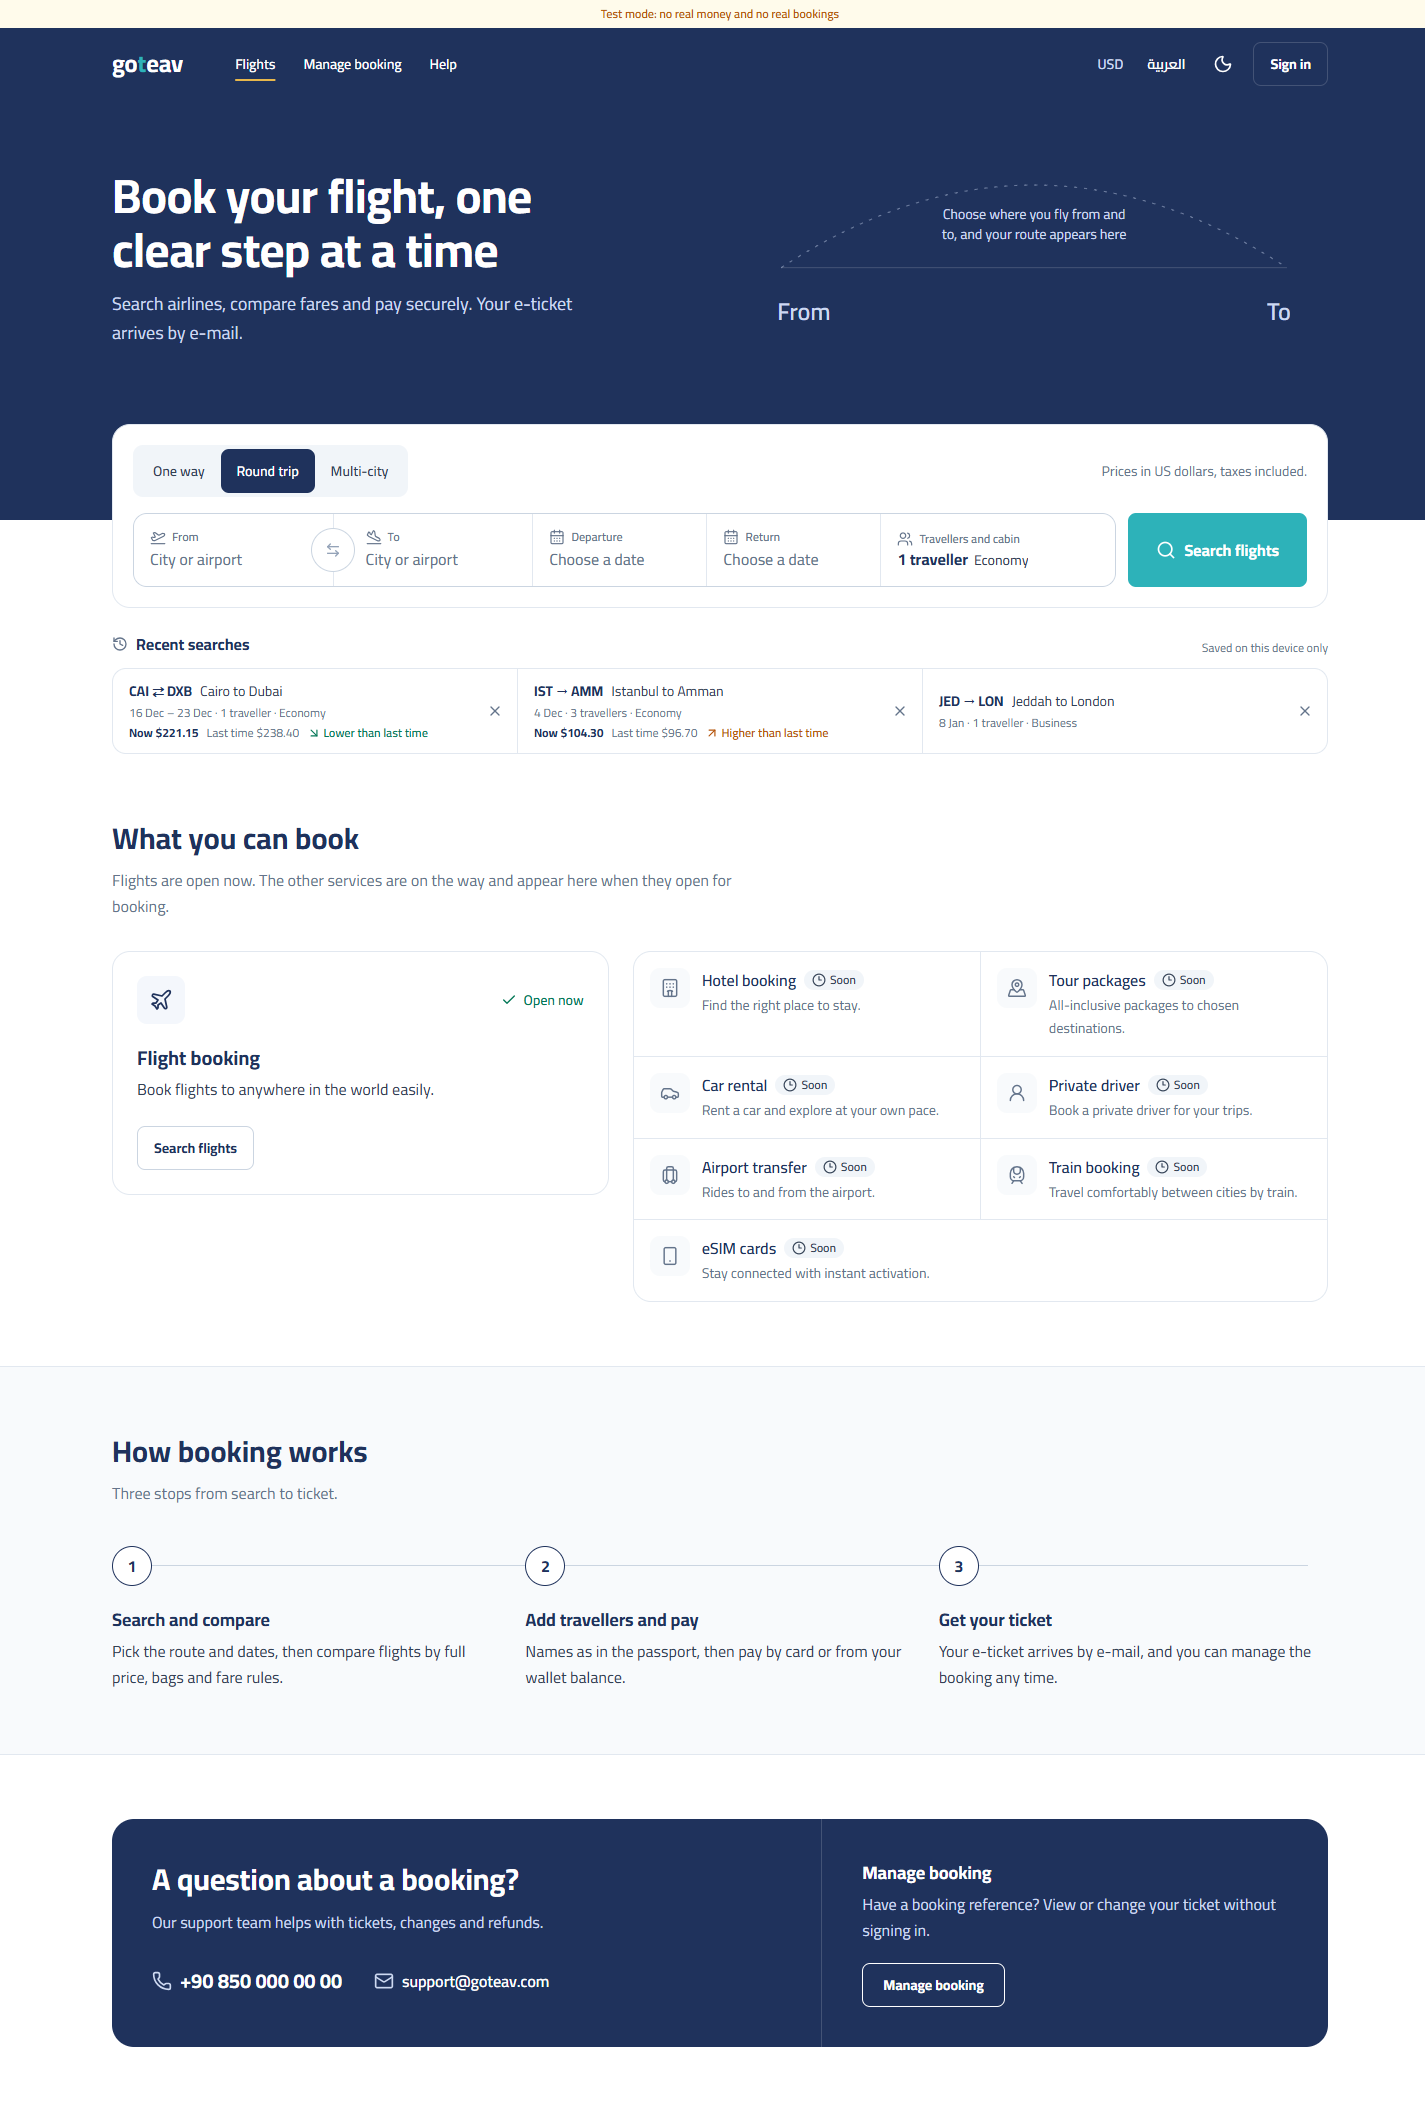 Test mode: no real money and no real bookings
goteav
Flights
Manage booking
Help
USD
العربية
Sign in
Book your flight, one
clear step at a time
Search airlines, compare fares and pay securely. Your e-ticket
arrives by e-mail.
Choose where you fly from and
to, and your route appears here
From
To
One way
Round trip
Multi-city
Prices in US dollars, taxes included.
From
City or airport
To
City or airport
Departure
Choose a date
Return
Choose a date
Travellers and cabin
1 traveller Economy
Search flights
Recent searches
Saved on this device only
CAI ⇄ DXB Cairo to Dubai
16 Dec – 23 Dec · 1 traveller · Economy
Now $221.15 Last time $238.40 Lower than last time
IST → AMM Istanbul to Amman
4 Dec · 3 travellers · Economy
Now $104.30 Last time $96.70 Higher than last time
JED → LON Jeddah to London
8 Jan · 1 traveller · Business
What you can book
Flights are open now. The other services are on the way and appear here when they open for
booking.
Open now
Flight booking
Book flights to anywhere in the world easily.
Search flights
Hotel booking Soon
Find the right place to stay.
Tour packages Soon
All-inclusive packages to chosen
destinations.
Car rental Soon
Rent a car and explore at your own pace.
Private driver Soon
Book a private driver for your trips.
Airport transfer Soon
Rides to and from the airport.
Train booking Soon
Travel comfortably between cities by train.
eSIM cards Soon
Stay connected with instant activation.
How booking works
Three stops from search to ticket.
1
Search and compare
Pick the route and dates, then compare flights by full
price, bags and fare rules.
2
Add travellers and pay
Names as in the passport, then pay by card or from your
wallet balance.
3
Get your ticket
Your e-ticket arrives by e-mail, and you can manage the
booking any time.
A question about a booking?
Our support team helps with tickets, changes and refunds.
+90 850 000 00 00
support@goteav.com
Manage booking
Have a booking reference? View or change your ticket without
signing in.
Manage booking